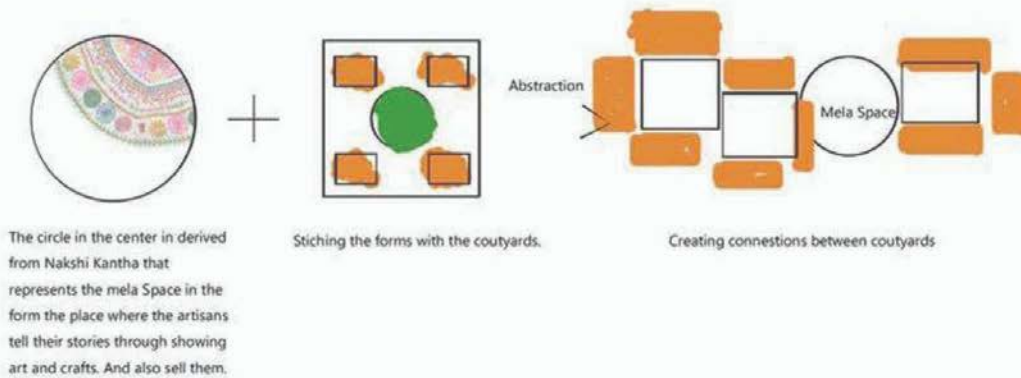 Abstraction
Mela Space
The circle in the center in derived
from Nakshi Kantha that
represents the mela Space in the
form the place where the artisans
tell their stories through showing
art and crafts. And also sell them.
Stiching the forms with the coutyards.
Creating connestions between coutyards